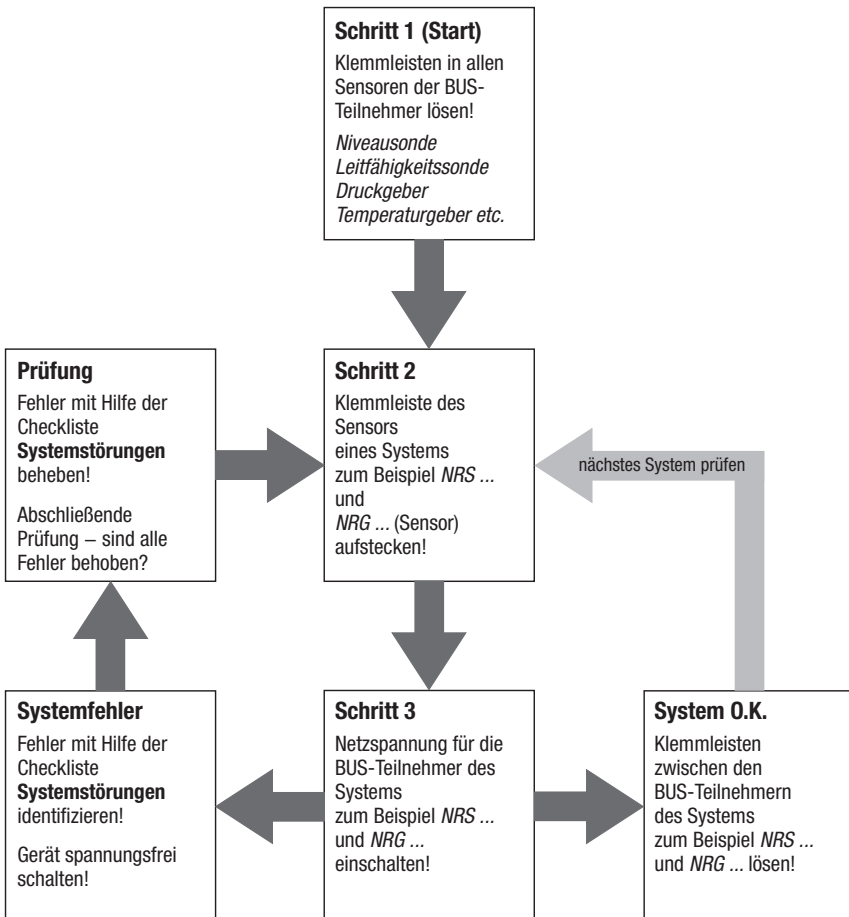 Schritt 1 (Start)
Klemmleisten in allen
Sensoren der BUS-
Teilnehmer lösen!
Niveausonde
Leitfähigkeitssonde
Druckgeber
Temperaturgeber etc.
Prüfung
Fehler mit Hilfe der
Checkliste
Systemstörungen
beheben!
Abschließende
Prüfung – sind alle
Fehler behoben?
Schritt 2
Klemmleiste des
Sensors
eines Systems
zum Beispiel NRS ...
und
NRG ... (Sensor)
aufstecken!
nächstes System prüfen
Systemfehler
Fehler mit Hilfe der
Checkliste
Systemstörungen
identifizieren!
Gerät spannungsfrei
schalten!
Schritt 3
Netzspannung für die
BUS-Teilnehmer des
Systems
zum Beispiel NRS ...
und NRG ...
einschalten!
System O.K.
Klemmleisten
zwischen den
BUS-Teilnehmern
des Systems
zum Beispiel NRS ...
und NRG ... lösen!